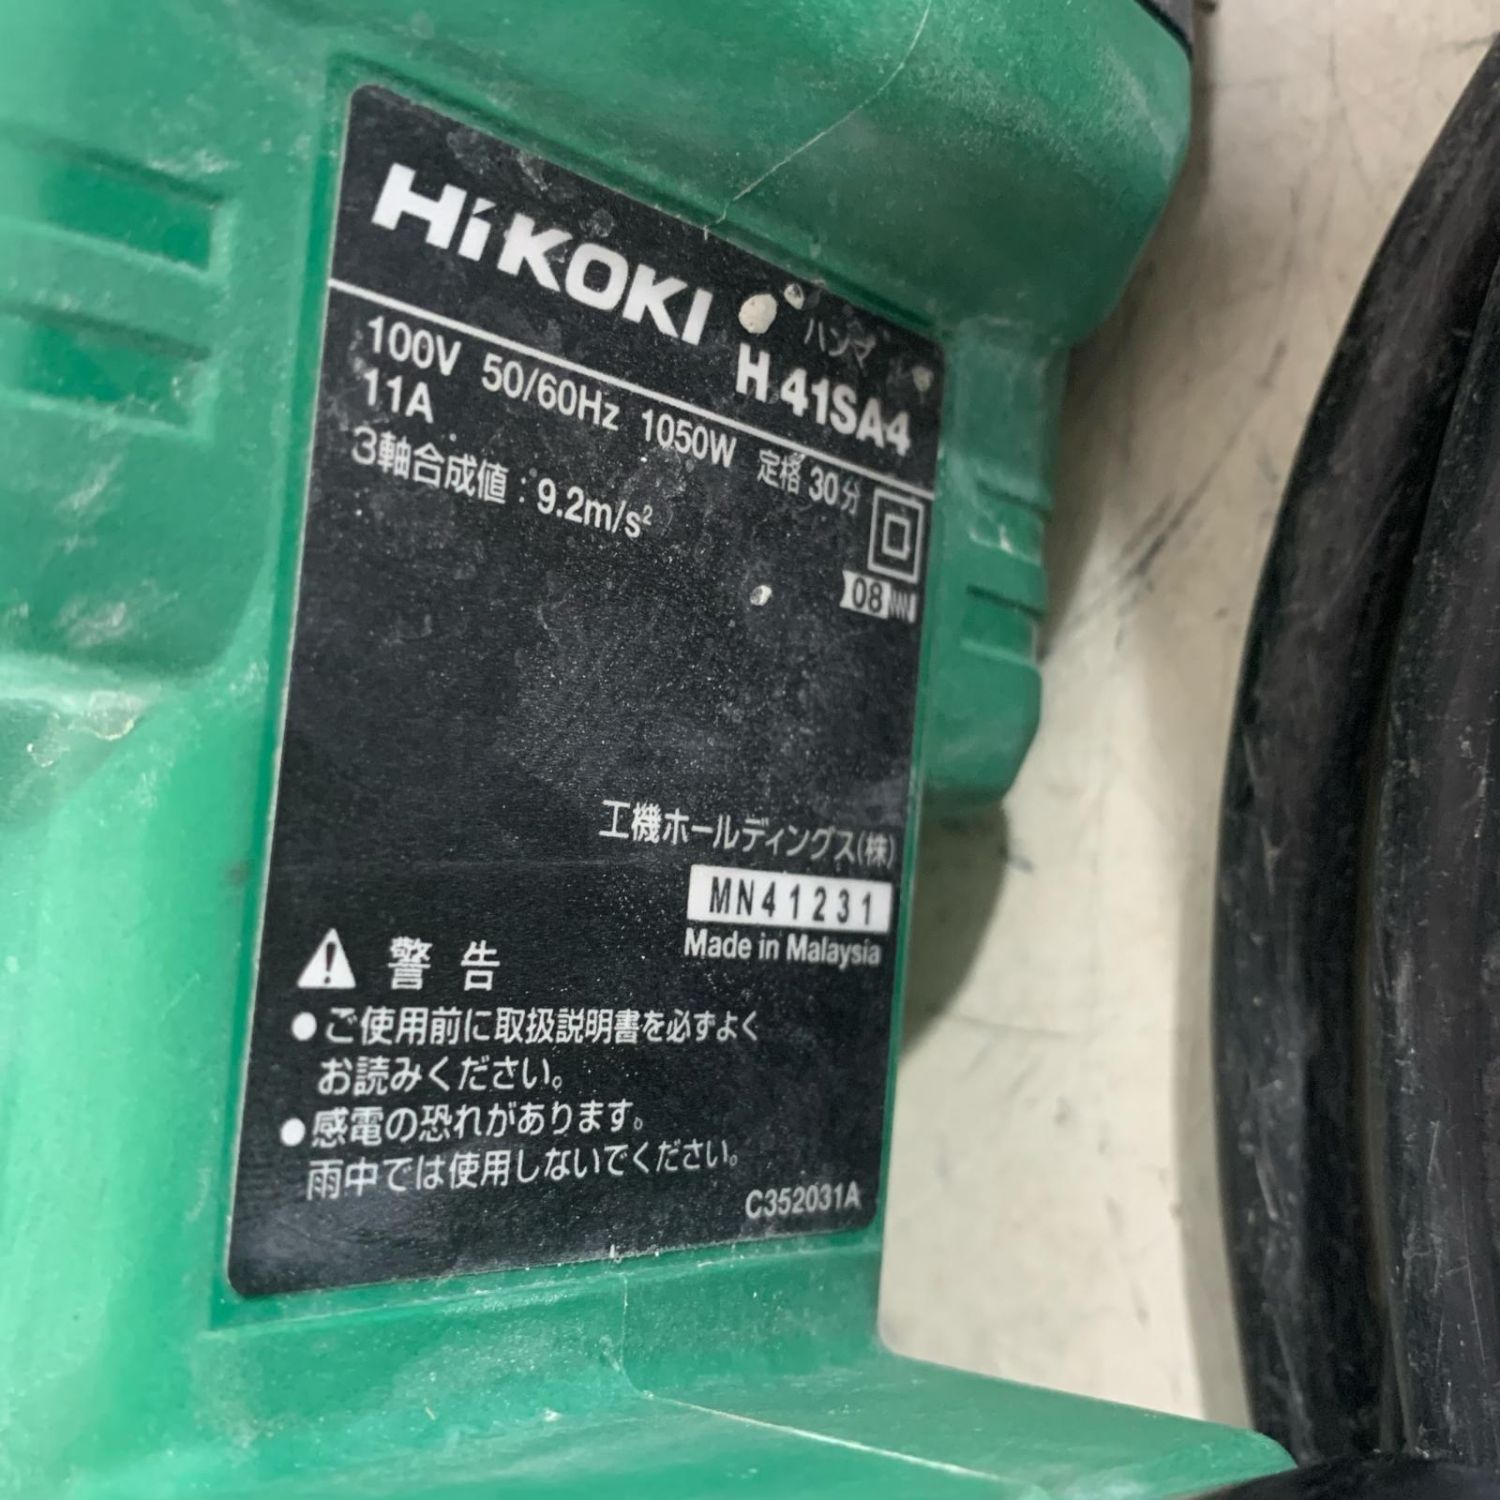 HiKOKI
ハンマ
H 41SA4
100V 50/60Hz 1050W 定格 30分
11A
3軸合成値：9.2m/s²
08
工機ホールディングス(株)
MN41231
Made in Malaysia
警告
●ご使用前に取扱説明書を必ずよく
お読みください。
●感電の恐れがあります。
雨中では使用しないでください。
C352031A